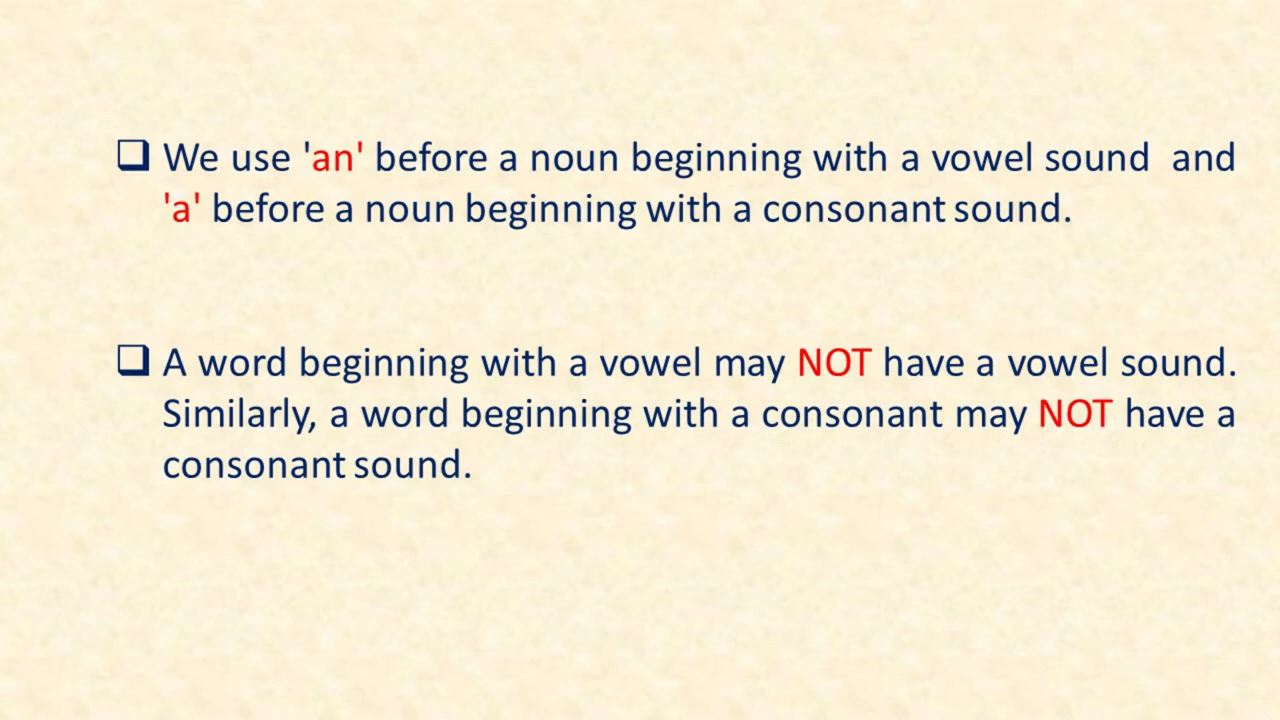 ❑ We use 'an' before a noun beginning with a vowel sound and
'a' before a noun beginning with a consonant sound.
❑ A word beginning with a vowel may NOT have a vowel sound.
Similarly, a word beginning with a consonant may NOT have a
consonant sound.